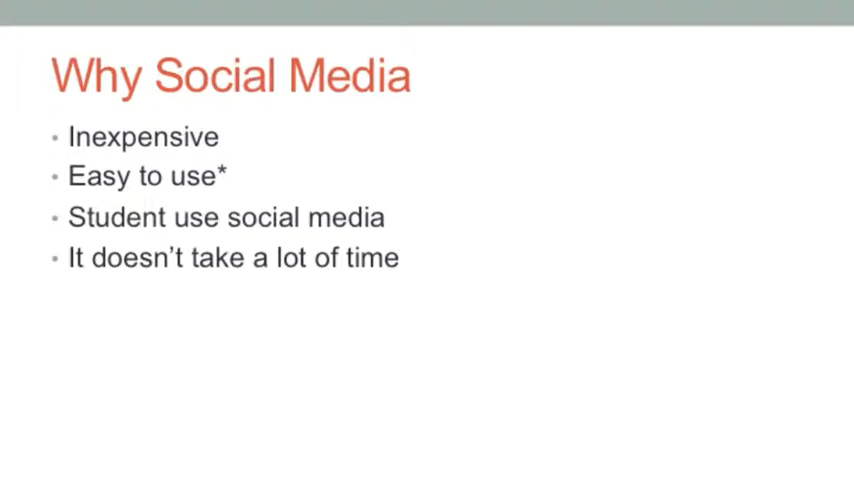 Why Social Media
• Inexpensive
• Easy to use*
• Student use social media
• It doesn't take a lot of time